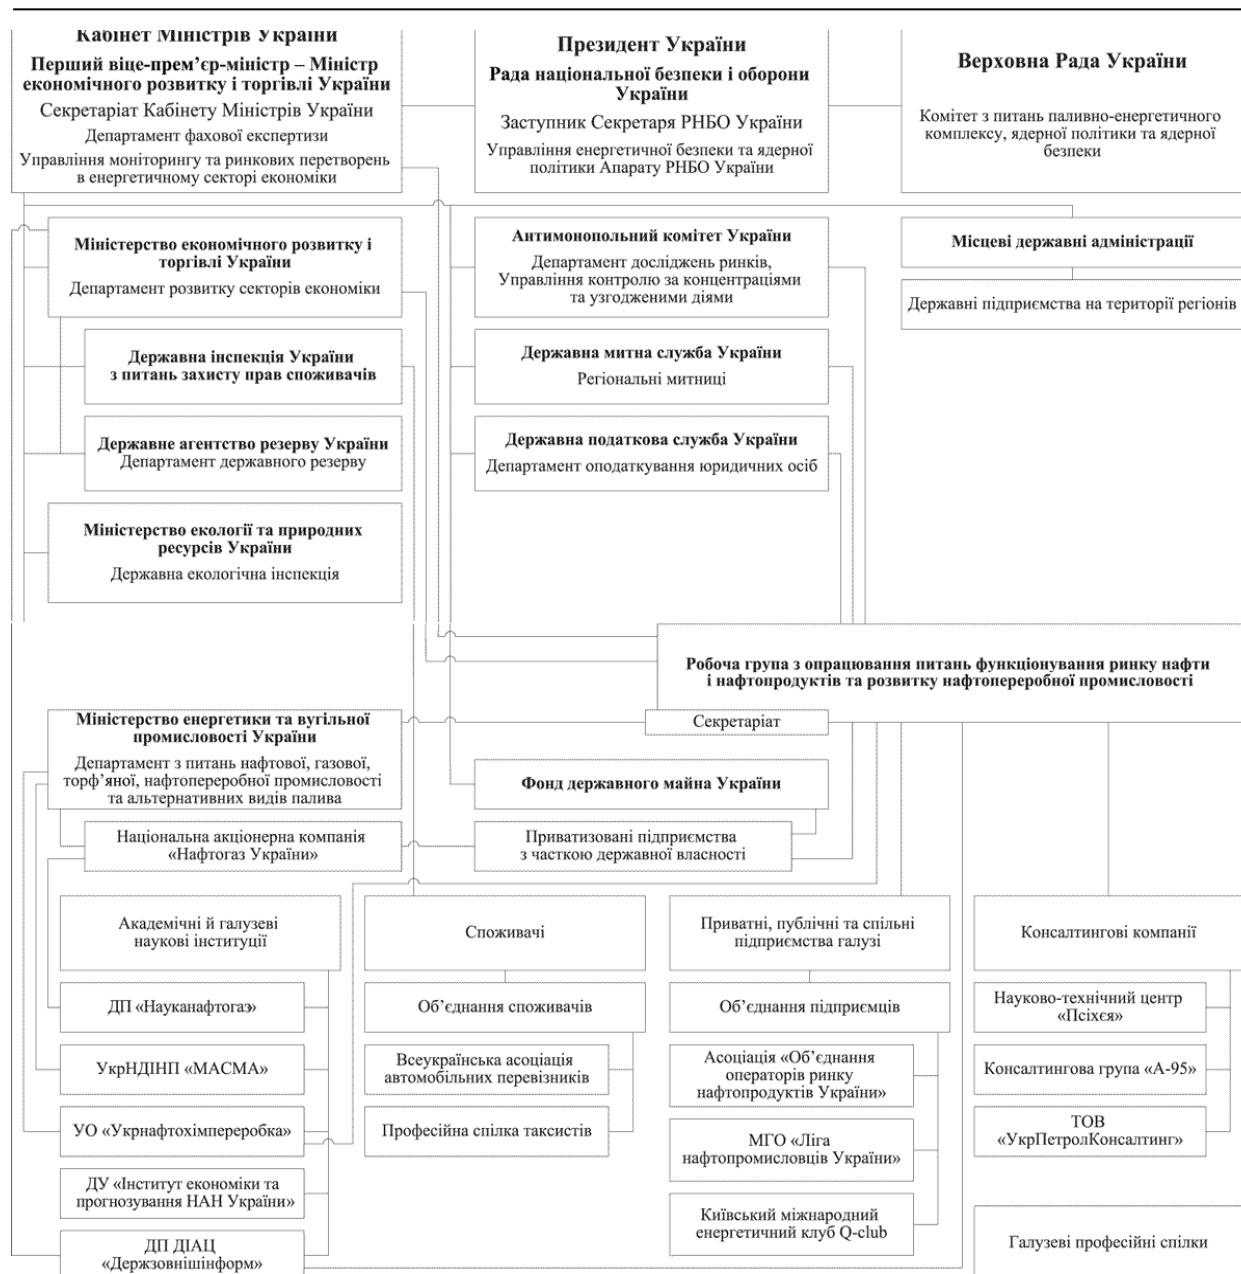 Кабінет Міністрів України
Перший віце-прем’єр-міністр – Міністр
економічного розвитку і торгівлі України
Секретаріат Кабінету Міністрів України
Департамент фахової експертизи
Управління моніторингу та ринкових перетворень
в енергетичному секторі економіки
Президент України
Рада національної безпеки і оборони
України
Заступник Секретаря РНБО України
Управління енергетичної безпеки та ядерної
політики Апарату РНБО України
Верховна Рада України
Комітет з питань паливно-енергетичного
комплексу, ядерної політики та ядерної
безпеки
Міністерство економічного розвитку і
торгівлі України
Департамент розвитку секторів економіки
Антимонопольний комітет України
Департамент досліджень ринків,
Управління контролю за концентраціями
та узгодженими діями
Місцеві державні адміністрації
Державні підприємства на території регіонів
Державна інспекція України
з питань захисту прав споживачів
Державна митна служба України
Регіональні митниці
Державне агентство резерву України
Департамент державного резерву
Державна податкова служба України
Департамент оподаткування юридичних осіб
Міністерство екології та природних
ресурсів України
Державна екологічна інспекція
Робоча група з опрацювання питань функціонування ринку нафти
і нафтопродуктів та розвитку нафтопереробної промисловості
Секретаріат
Міністерство енергетики та вугільної
промисловості України
Департамент з питань нафтової, газової,
торф’яної, нафтопереробної промисловості
та альтернативних видів палива
Фонд державного майна України
Національна акціонерна компанія
«Нафтогаз України»
Приватизовані підприємства
з часткою державної власності
Академічні й галузеві
наукові інституції
Споживачі
Приватні, публічні та спільні
підприємства галузі
Консалтингові компанії
ДП «Науканафтогаз»
Об’єднання споживачів
Об’єднання підприємців
Науково-технічний центр
«Псіхєя»
УкрНДІНП «МАСМА»
Всеукраїнська асоціація
автомобільних перевізників
Асоціація «Об’єднання
операторів ринку
нафтопродуктів України»
Консалтингова група «А-95»
УО «Укрнафтохімпереробка»
Професійна спілка таксистів
МГО «Ліга
нафтопромисловців України»
ТОВ
«УкрПетролКонсалтинг»
ДУ «Інститут економіки та
прогнозування НАН України»
Київський міжнародний
енергетичний клуб Q-club
ДП ДІАЦ
«Держзовнішінформ»
Галузеві професійні спілки